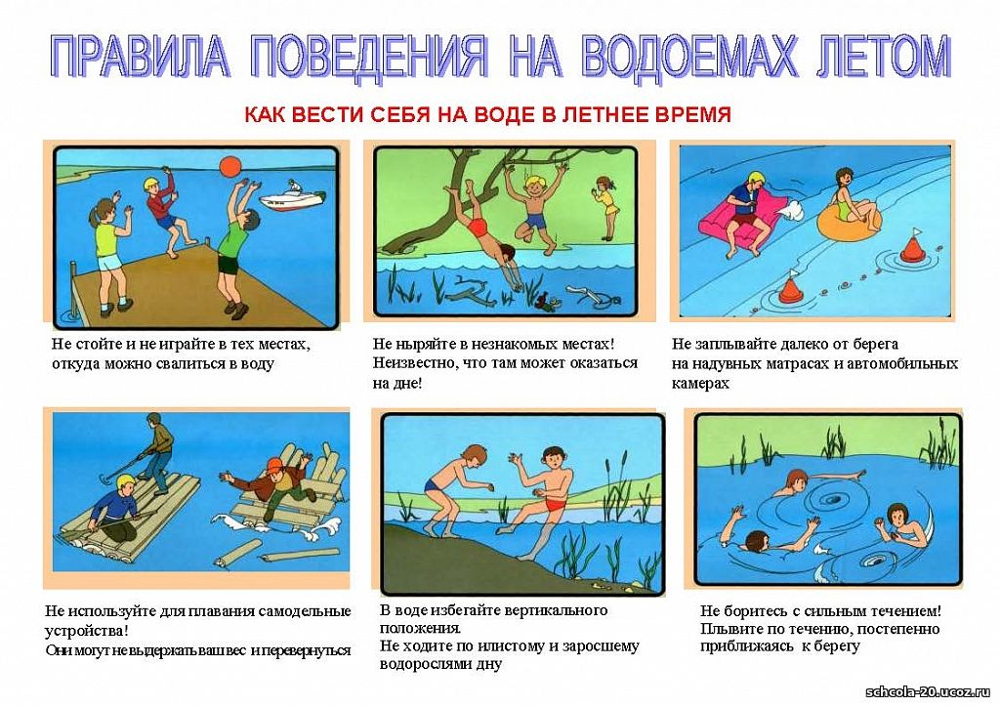 ПРАВИЛА ПОВЕДЕНИЯ НА ВОДОЕМАХ ЛЕТОМ
КАК ВЕСТИ СЕБЯ НА ВОДЕ В ЛЕТНЕЕ ВРЕМЯ
Не стойте и не играйте в тех местах,
откуда можно свалиться в воду
Не ныряйте в незнакомых местах!
Неизвестно, что там может оказаться
на дне!
Не заплывайте далеко от берега
на надувных матрасах и автомобильных
камерах
Не используйте для плавания самодельные
устройства!
Они могут не выдержать ваш вес и перевернуться
В воде избегайте вертикального
положения.
Не ходите по илистому и заросшему
водорослями дну
Не боритесь с сильным течением!
Плывите по течению, постепенно
приближаясь к берегу
schcola-20.ucoz.ru